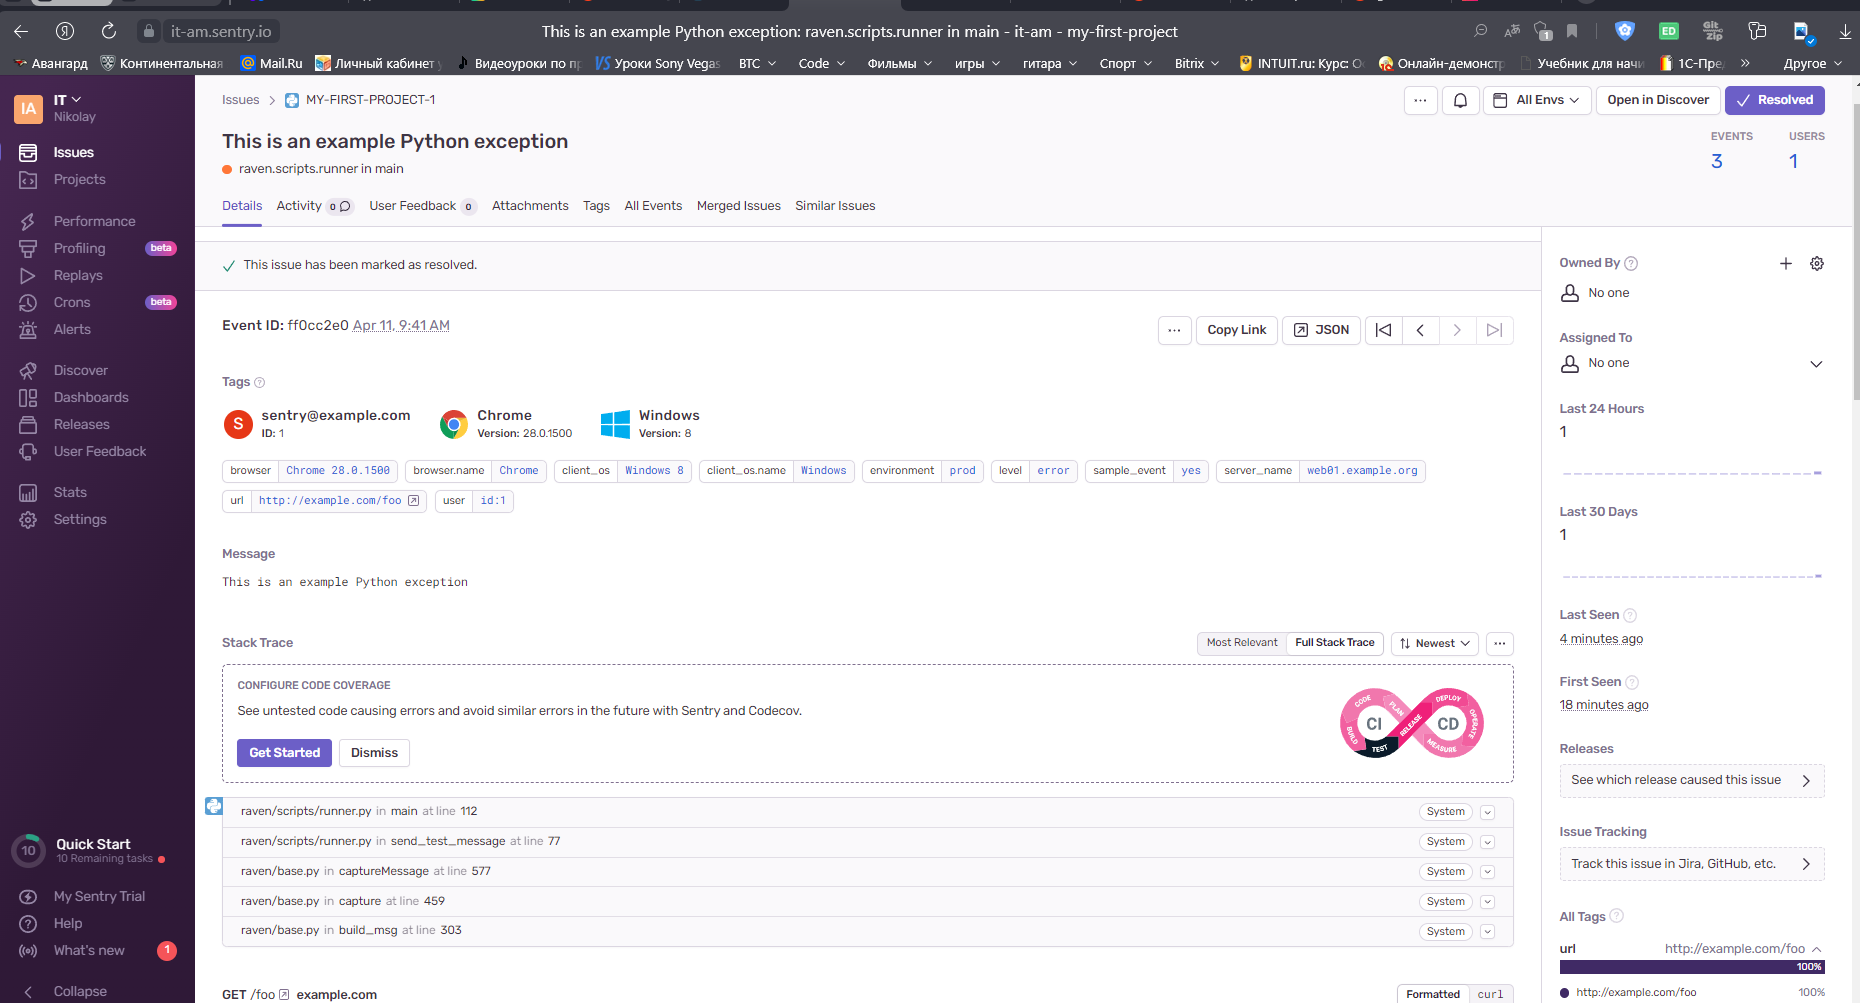 it-am.sentry.io
This is an example Python exception: raven.scripts.runner in main - it-am - my-first-project
1
ED
Git Zip
Авангард
Континентальная
Mail.Ru
Личный кабинет
Видеоуроки по
Уроки Sony Vegas
ВТС
Code
Фильмы
игры
гитара
Спорт
Bitrix
INTUIT.ru: Курс:
Онлайн-демонстр
Учебник для начи
1С-Пре
»
Другое
IA
IT
Nikolay
Issues
Projects
Performance
Profiling beta
Replays
Crons beta
Alerts
Discover
Dashboards
Releases
User Feedback
Stats
Settings
10
Quick Start
10 Remaining tasks
My Sentry Trial
Help
What's new 1
Collapse
Issues > MY-FIRST-PROJECT-1
All Envs
Open in Discover
Resolved
This is an example Python exception
raven.scripts.runner in main
EVENTS USERS
3 1
Details Activity 0 User Feedback 0 Attachments Tags All Events Merged Issues Similar Issues
This issue has been marked as resolved.
Event ID: ff0cc2e0 Apr 11, 9:41 AM
Copy Link JSON
Tags ?
S
sentry@example.com
ID: 1
Chrome
Version: 28.0.1500
Windows
Version: 8
browser Chrome 28.0.1500 browser.name Chrome client_os Windows 8 client_os.name Windows environment prod level error sample_event yes server_name web01.example.org
url http://example.com/foo user id:1
Message
This is an example Python exception
Stack Trace
Most Relevant Full Stack Trace Newest
CONFIGURE CODE COVERAGE
See untested code causing errors and avoid similar errors in the future with Sentry and Codecov.
Get Started Dismiss
CODE PLAN BUILD TEST RELEASE DEPLOY OPERATE MEASURE
CI CD
raven/scripts/runner.py in main at line 112 System
raven/scripts/runner.py in send_test_message at line 77 System
raven/base.py in captureMessage at line 577 System
raven/base.py in capture at line 459 System
raven/base.py in build_msg at line 303 System
GET /foo example.com
Formatted curl
Owned By ?
No one
Assigned To
No one
Last 24 Hours
1
Last 30 Days
1
Last Seen ?
4 minutes ago
First Seen ?
18 minutes ago
Releases
See which release caused this issue
Issue Tracking
Track this issue in Jira, GitHub, etc.
All Tags ?
url http://example.com/foo
100%
http://example.com/foo 100%